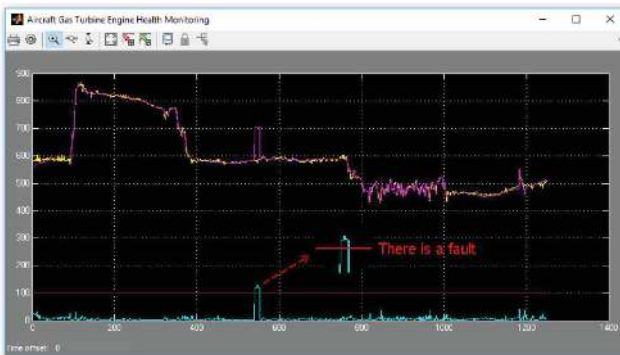 Aircraft Gas Turbine Engine Health Monitoring
900
800
700
600
500
400
300
200
100
0
There is a fault
0 200 400 600 800 1000 1200 1400
Time offset: 0